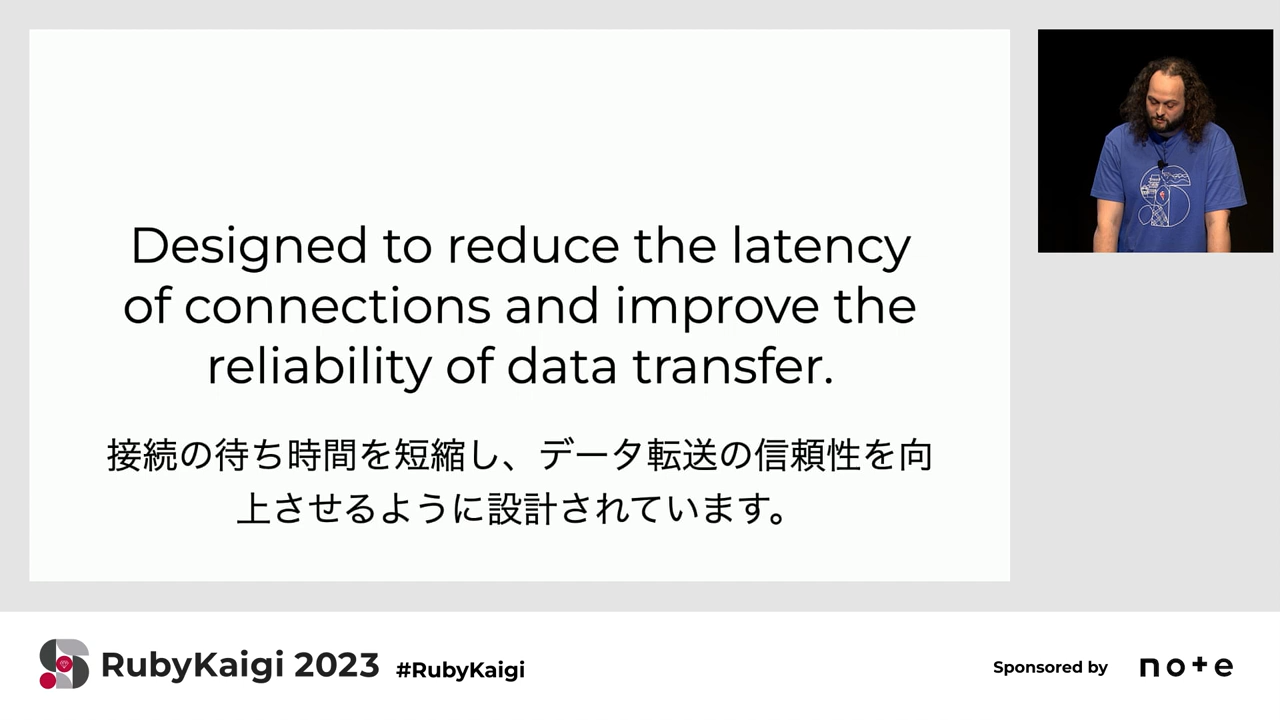 Designed to reduce the latency
of connections and improve the
reliability of data transfer.
接続の待ち時間を短縮し、データ転送の信頼性を向
上させるように設計されています。
RubyKaigi 2023 #RubyKaigi
Sponsored by note